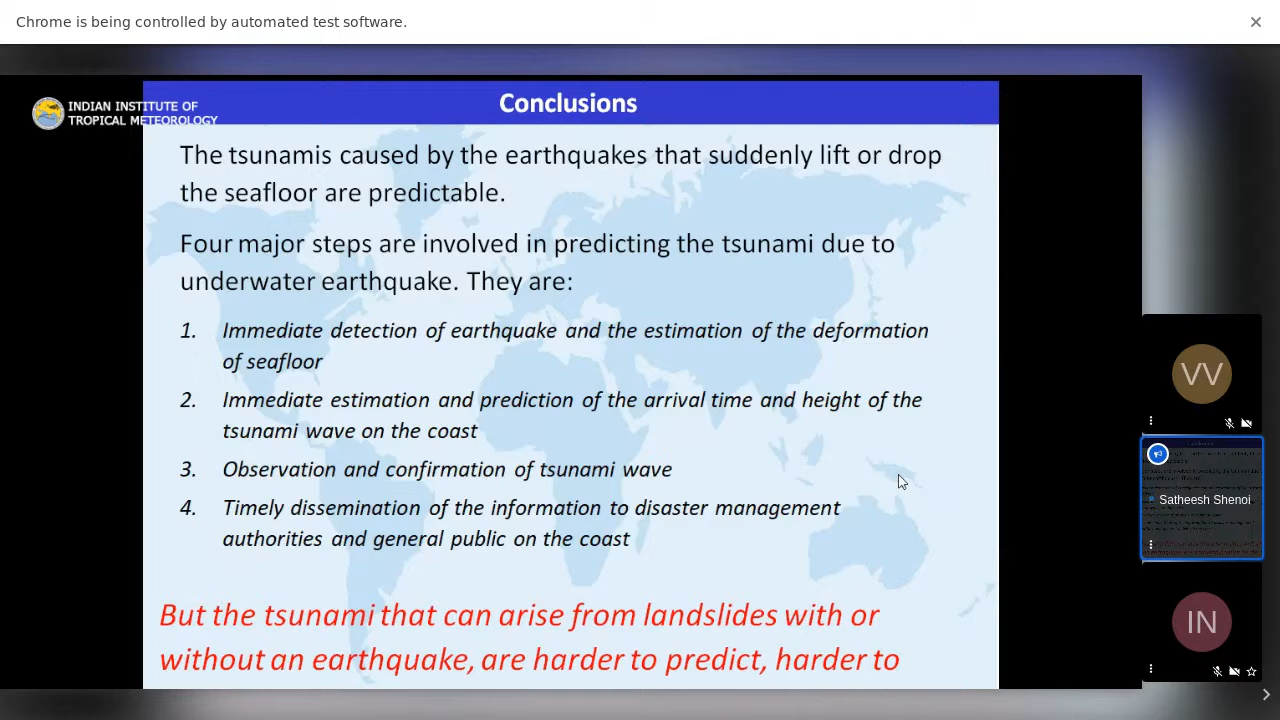 Chrome is being controlled by automated test software.
INDIAN INSTITUTE OF
TROPICAL METEOROLOGY
Conclusions
The tsunamis caused by the earthquakes that suddenly lift or drop
the seafloor are predictable.
Four major steps are involved in predicting the tsunami due to
underwater earthquake. They are:
1. Immediate detection of earthquake and the estimation of the deformation
of seafloor
2. Immediate estimation and prediction of the arrival time and height of the
tsunami wave on the coast
3. Observation and confirmation of tsunami wave
4. Timely dissemination of the information to disaster management
authorities and general public on the coast
But the tsunami that can arise from landslides with or
without an earthquake, are harder to predict, harder to
VV
Satheesh Shenoi
IN